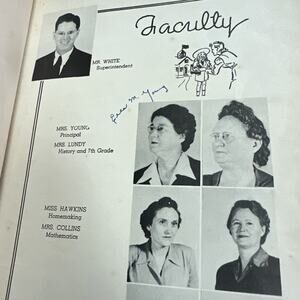 Faculty
MR. WHITE
Superintendent
MRS. YOUNG
Principal
MRS. LUNDY
History and 7th Grade
MISS HAWKINS
Homemaking
MRS. COLLINS
Mathematics
M. Young